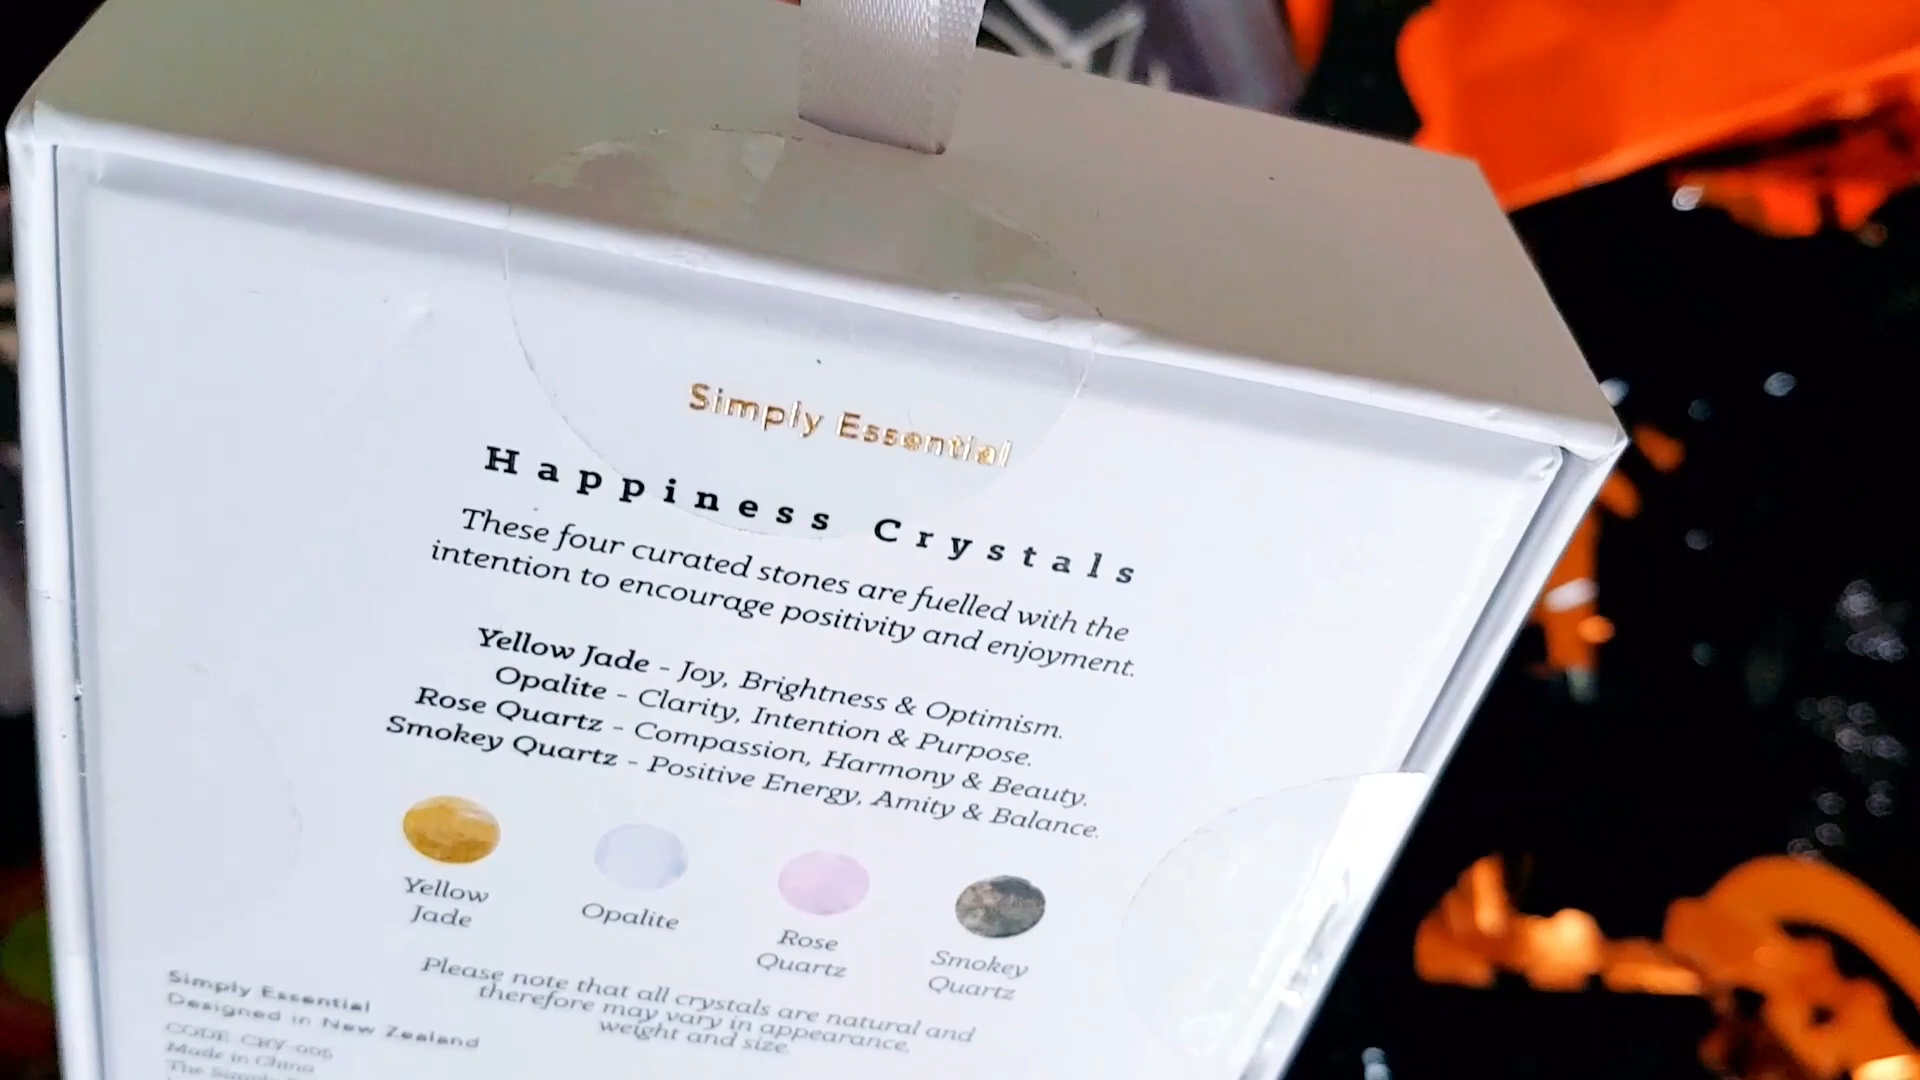 Simply Essential
Happiness Crystals
These four curated stones are fuelled with the
intention to encourage positivity and enjoyment.
Yellow Jade - Joy, Brightness & Optimism.
Opalite - Clarity, Intention & Purpose.
Rose Quartz - Compassion, Harmony & Beauty.
Smokey Quartz - Positive Energy, Amity & Balance.
Yellow
Jade
Opalite
Rose
Quartz
Smokey
Quartz
Please note that all crystals are natural and
therefore may vary in appearance,
weight and size.
Simply Essential
Designed in New Zealand
CODE: CRY-006
Made in China
The Simply